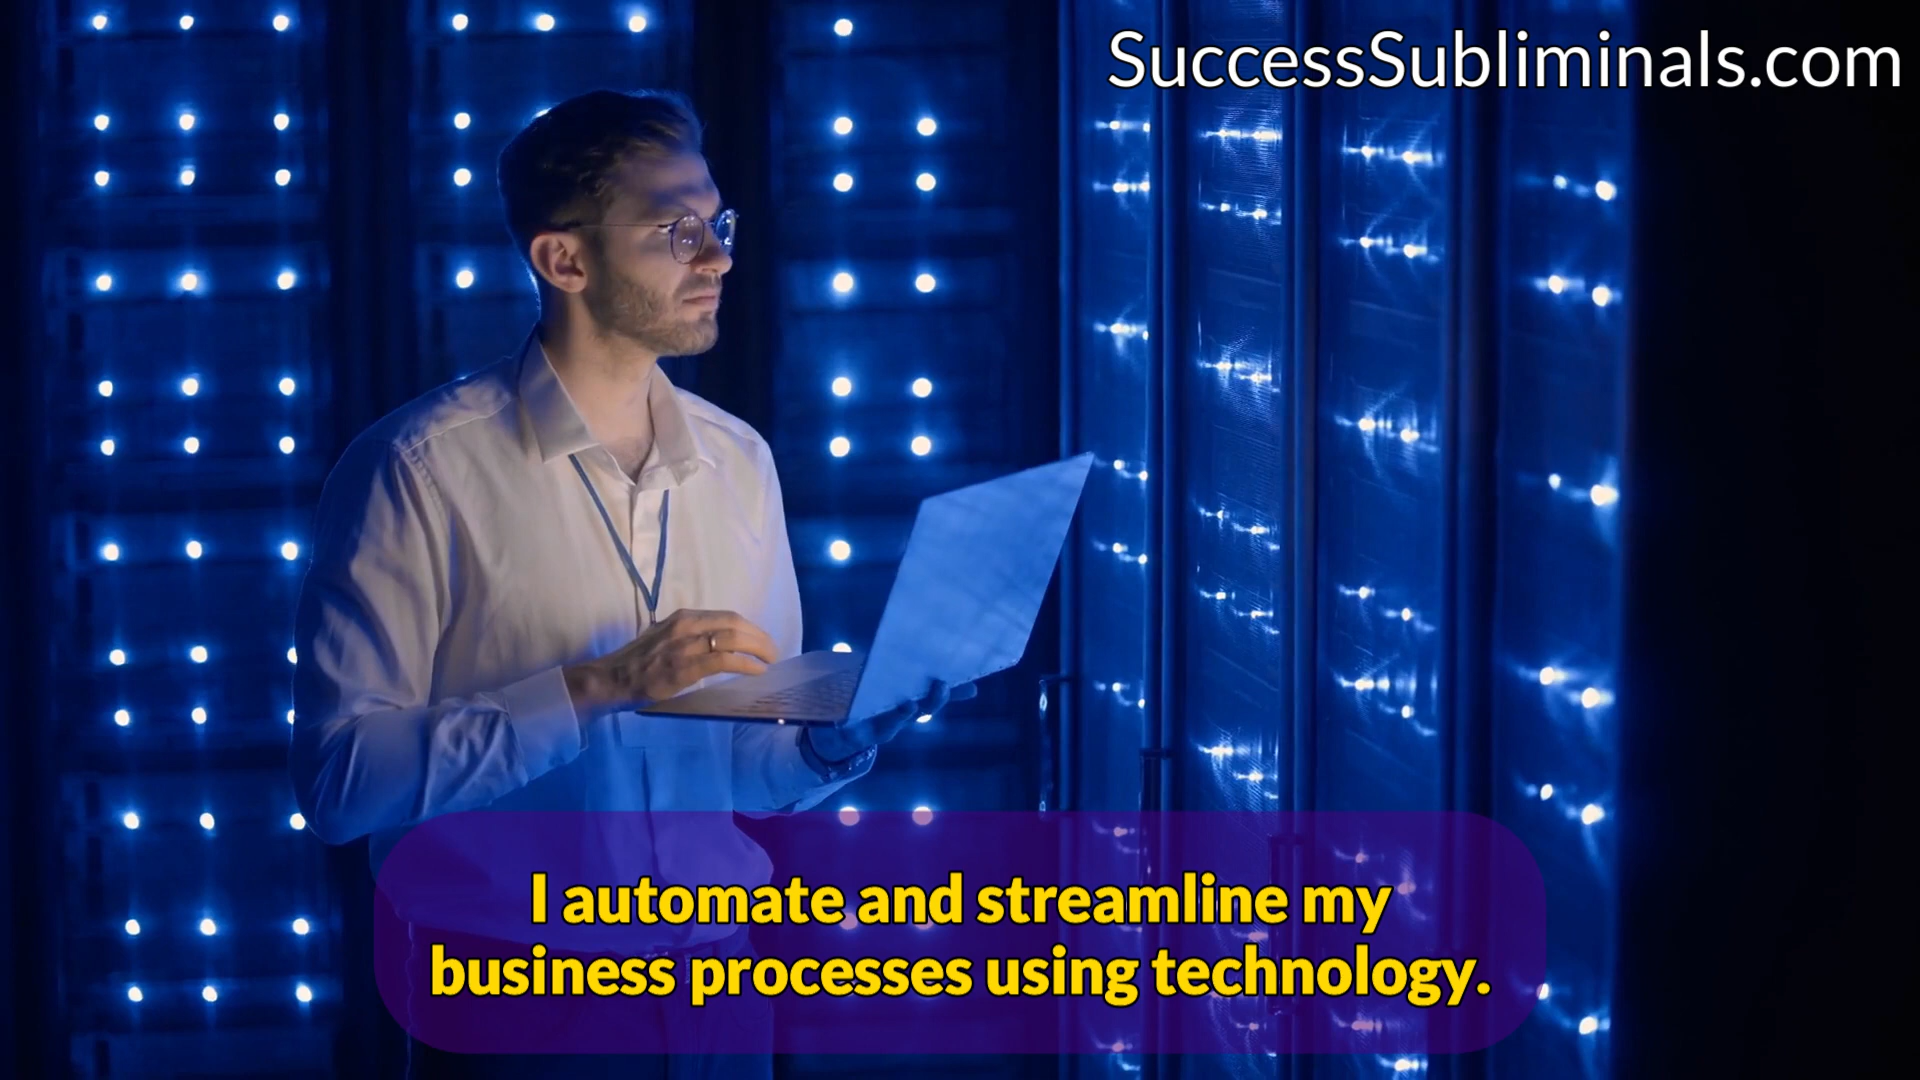 SuccessSubliminals.com
I automate and streamline my
business processes using technology.